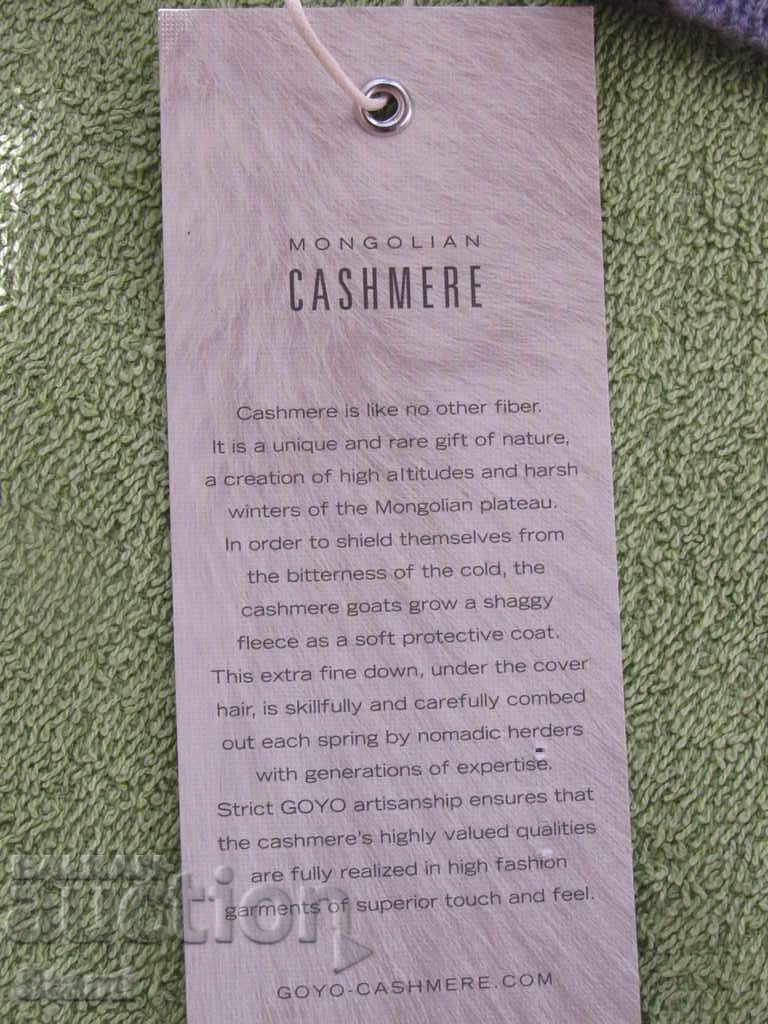 MONGOLIAN
CASHMERE
Cashmere is like no other fiber.
It is a unique and rare gift of nature,
a creation of high altitudes and harsh
winters of the Mongolian plateau.
In order to shield themselves from
the bitterness of the cold, the
cashmere goats grow a shaggy
fleece as a soft protective coat.
This extra fine down, under the cover
hair, is skillfully and carefully combed
out each spring by nomadic herders
with generations of expertise.
Strict GOYO artisanship ensures that
the cashmere's highly valued qualities
are fully realized in high fashion
garments of superior touch and feel.
GOYO-CASHMERE.COM
BALKAN
auction